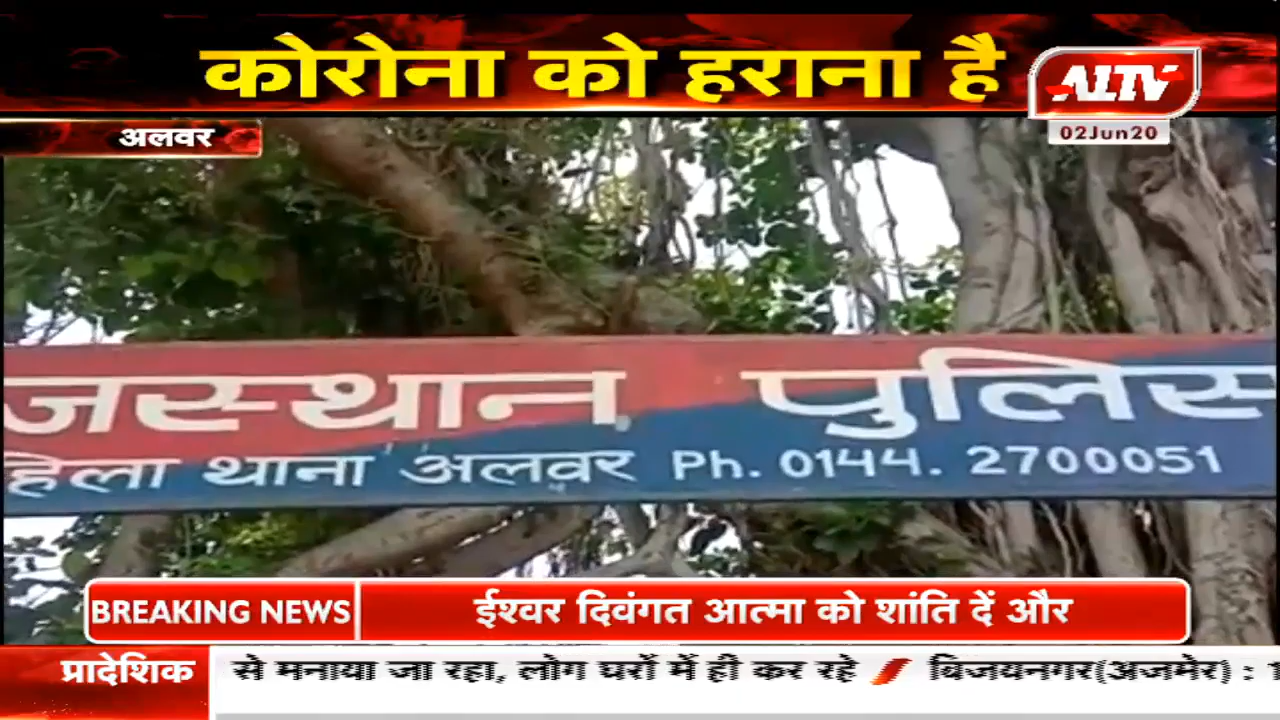 कोरोना को हराना है
ALTV
02Jun20
अलवर
जस्थान पुलिस
हिला थाना अलवर Ph. 0144. 2700051
BREAKING NEWS
ईश्वर दिवंगत आत्मा को शांति दें और
प्रादेशिक
से मनाया जा रहा, लोग घरों में ही कर रहे
बिजयनगर(अजमेर) :